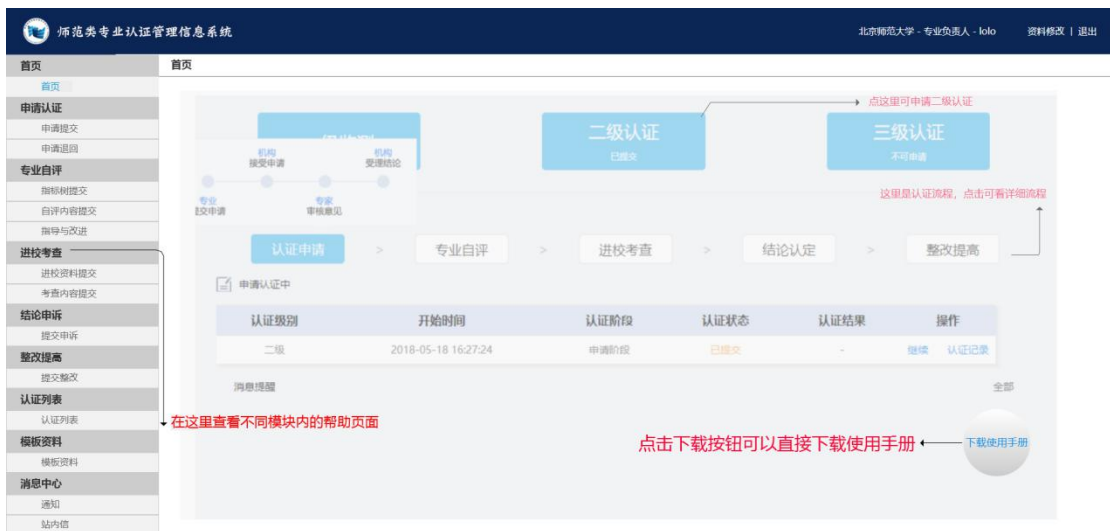 师范类专业认证管理信息系统
北京师范大学 - 专业负责人 - lolo 资料修改 | 退出
首页
首页
首页
申请认证
申请提交
申请退回
专业自评
指标树提交
自评内容提交
指导与改进
进校考查
进校资料提交
考查内容提交
结论申诉
提交申诉
整改提高
提交整改
认证列表
认证列表
模板资料
模板资料
消息中心
通知
站内信
点这里可申请二级认证
二级认证
已提交
三级认证
不可申请
机构
接受申请
机构
受理结论
专业
提交申请
专家
审核意见
这里是认证流程,点击可看详细流程
认证申请 > 专业自评 > 进校考查 > 结论认定 > 整改提高
申请认证中
认证级别 开始时间 认证阶段 认证状态 认证结果 操作
二级 2018-05-18 16:27:24 申请阶段 已提交 - 继续 认证记录
消息提醒 全部
在这里查看不同模块内的帮助页面
点击下载按钮可以直接下载使用手册
下载使用手册